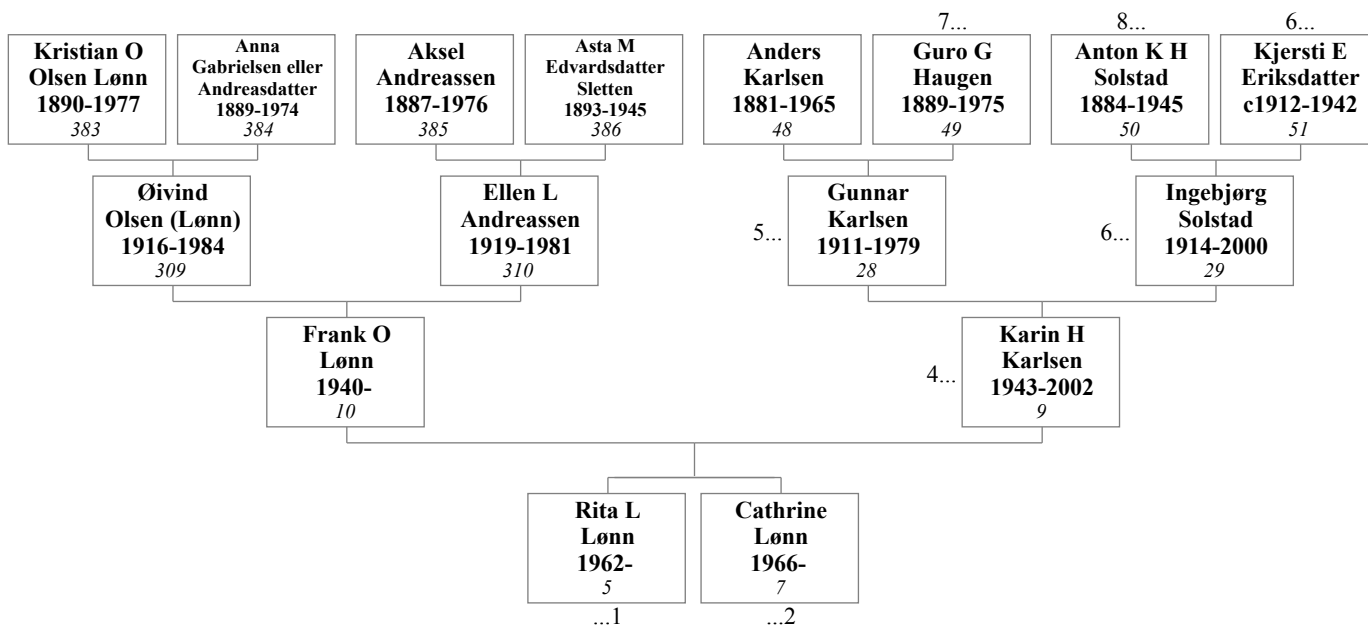 7...
8...
6...
Kristian O
Olsen Lønn
1890-1977
383
Anna
Gabrielsen eller
Andreasdatter
1889-1974
384
Aksel
Andreassen
1887-1976
385
Asta M
Edvardsdatter
Sletten
1893-1945
386
Anders
Karlsen
1881-1965
48
Guro G
Haugen
1889-1975
49
Anton K H
Solstad
1884-1945
50
Kjersti E
Eriksdatter
c1912-1942
51
Øivind
Olsen (Lønn)
1916-1984
309
Ellen L
Andreassen
1919-1981
310
5...
Gunnar
Karlsen
1911-1979
28
6...
Ingebjørg
Solstad
1914-2000
29
Frank O
Lønn
1940-
10
4...
Karin H
Karlsen
1943-2002
9
Rita L
Lønn
1962-
5
Cathrine
Lønn
1966-
7
...1
...2